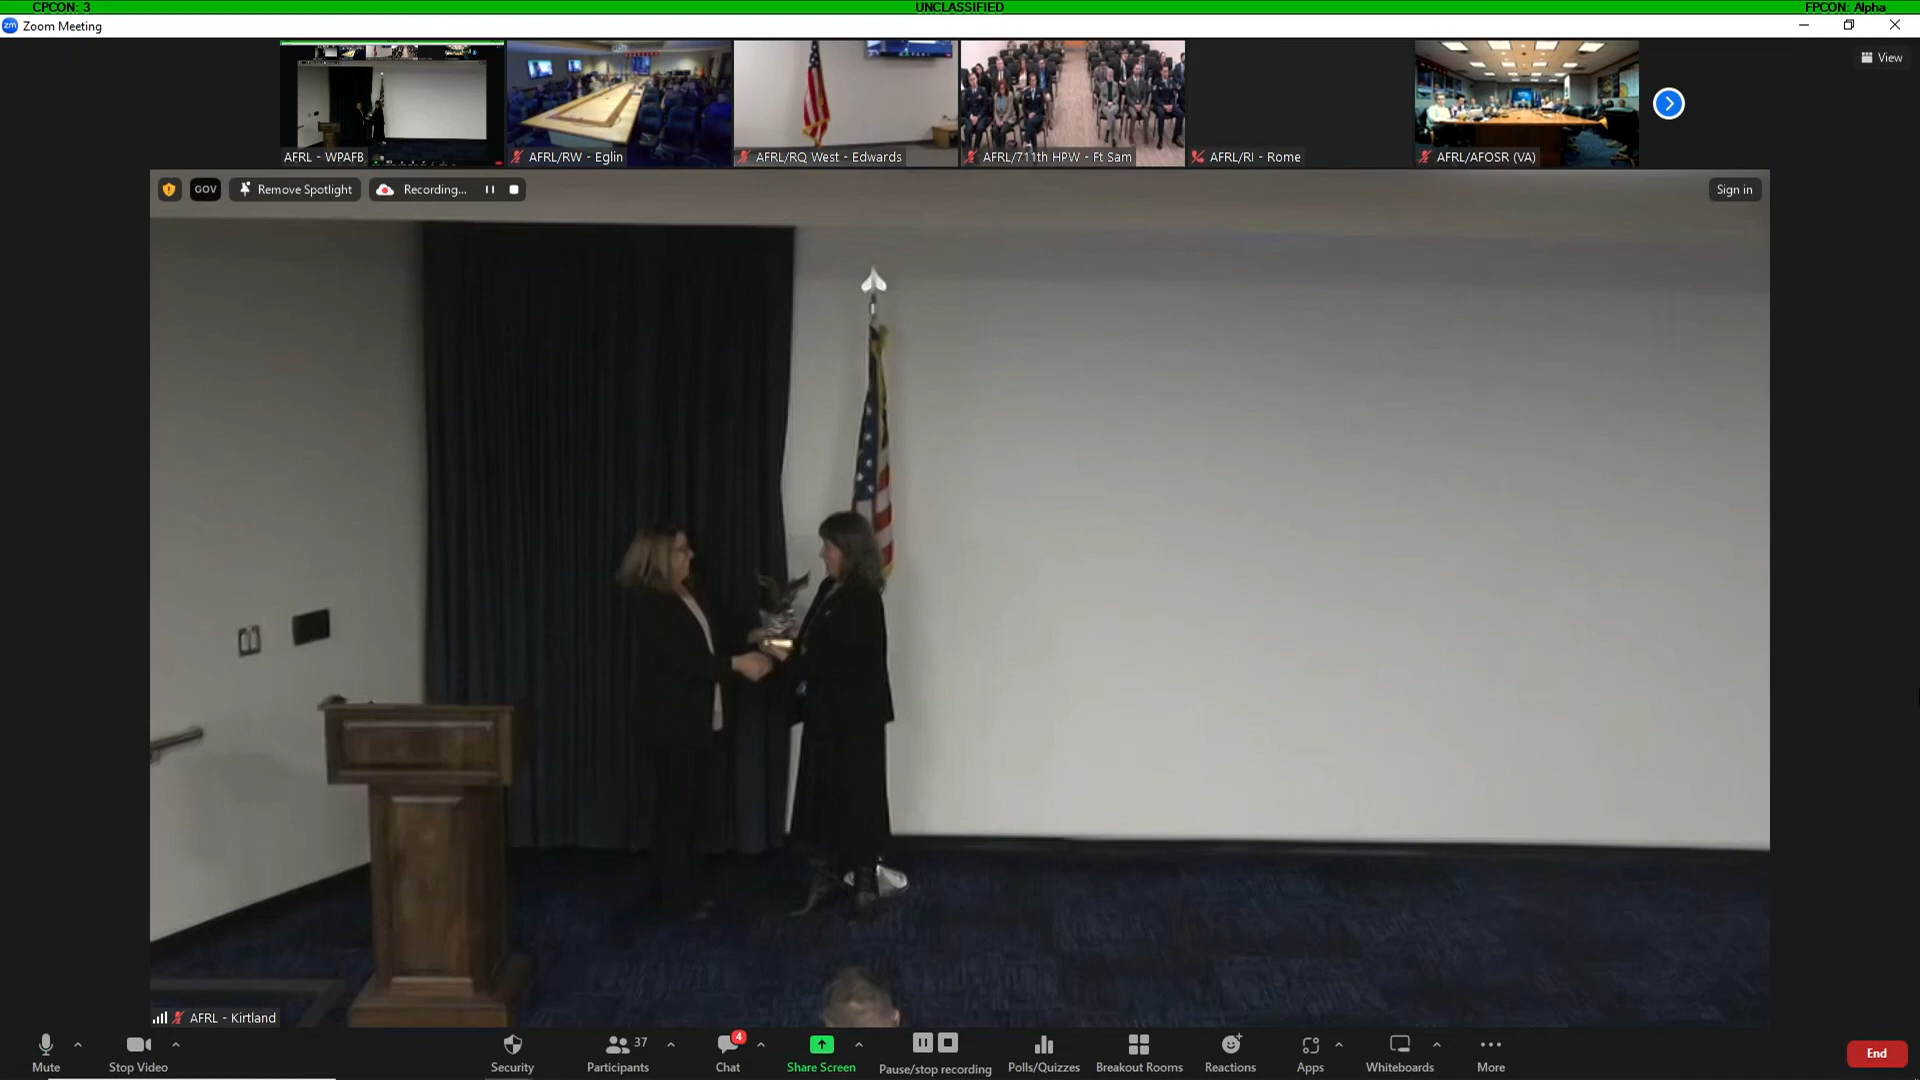 CPCON: 3
UNCLASSIFIED
FPCON: Alpha
zm Zoom Meeting
View
AFRL - WPAFB
AFRL/RW - Eglin
AFRL/RQ West - Edwards
AFRL/711th HPW - Ft Sam
AFRL/RI - Rome
AFRL/AFOSR (VA)
GOV
Remove Spotlight
Recording...
Sign in
AFRL - Kirtland
Mute
Stop Video
Security
Participants
37
Chat
4
Share Screen
Pause/stop recording
Polls/Quizzes
Breakout Rooms
Reactions
Apps
Whiteboards
More
End